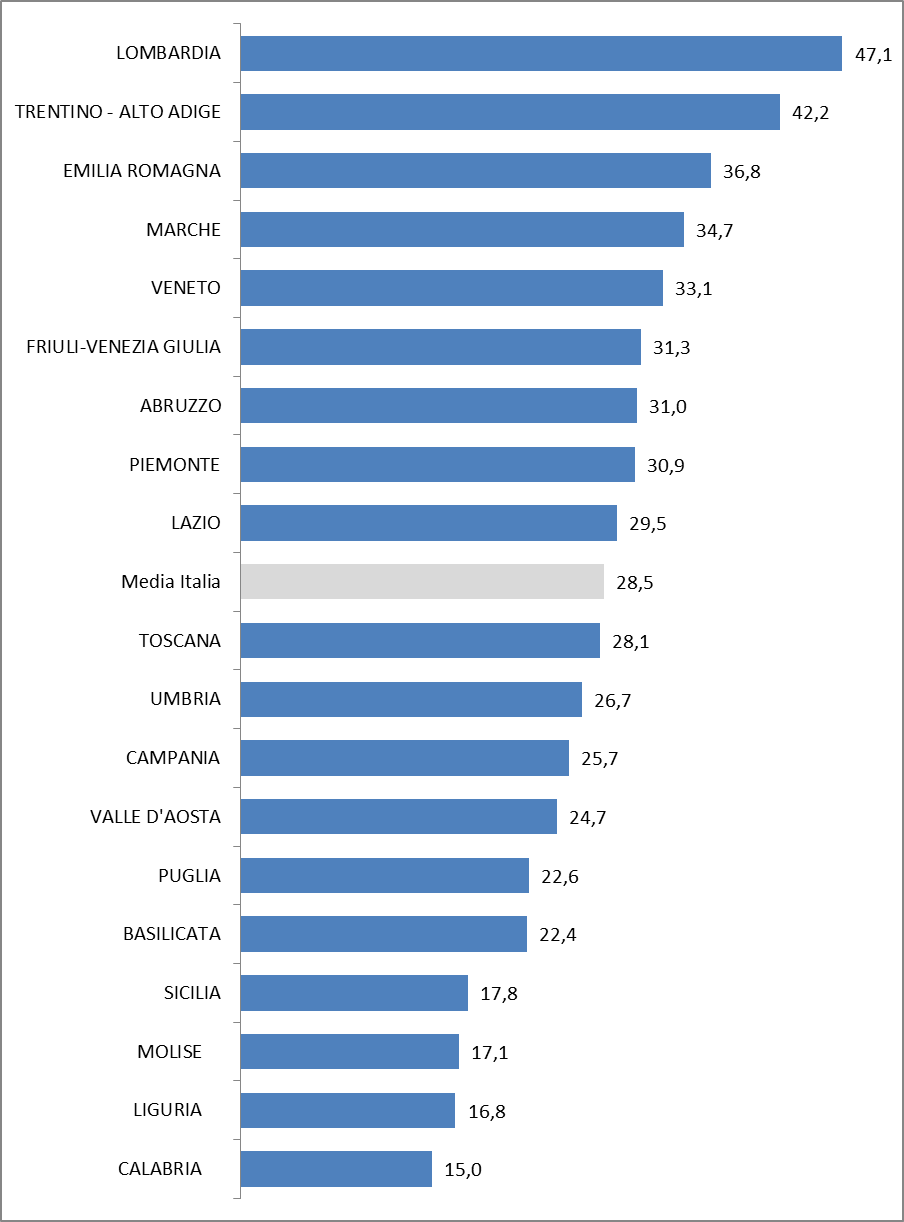 LOMBARDIA 47,1
TRENTINO - ALTO ADIGE 42,2
EMILIA ROMAGNA 36,8
MARCHE 34,7
VENETO 33,1
FRIULI-VENEZIA GIULIA 31,3
ABRUZZO 31,0
PIEMONTE 30,9
LAZIO 29,5
Media Italia 28,5
TOSCANA 28,1
UMBRIA 26,7
CAMPANIA 25,7
VALLE D'AOSTA 24,7
PUGLIA 22,6
BASILICATA 22,4
SICILIA 17,8
MOLISE 17,1
LIGURIA 16,8
CALABRIA 15,0